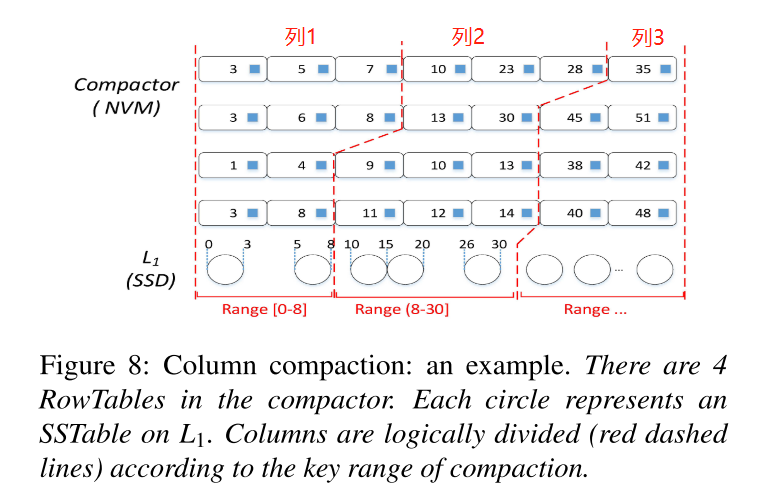 列1 列2 列3
Compactor
( NVM)
3 5 7 10 23 28 35
3 6 8 13 30 45 51
1 4 9 10 13 38 42
3 8 11 12 14 40 48
0 3 5 8 10 15 20 26 30
L1
(SSD)
...
Range [0-8] Range (8-30] Range ...
Figure 8: Column compaction: an example. There are 4
RowTables in the compactor. Each circle represents an
SSTable on L1. Columns are logically divided (red dashed
lines) according to the key range of compaction.